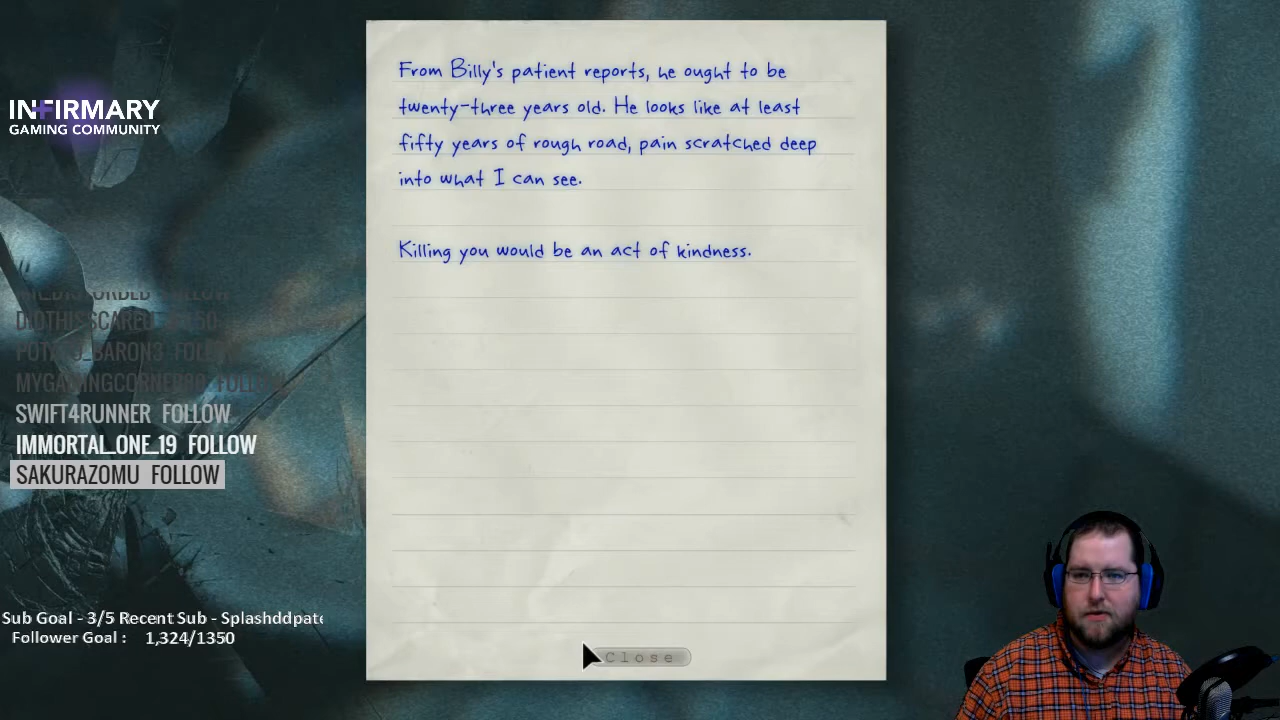 INFIRMARY
GAMING COMMUNITY
From Billy's patient reports, he ought to be
twenty-three years old. He looks like at least
fifty years of rough road, pain scratched deep
into what I can see.
Killing you would be an act of kindness.
FOLLOW
SWIFT4RUNNER FOLLOW
IMMORTAL_ONE_19 FOLLOW
SAKURAZOMU FOLLOW
Sub Goal - 3/5 Recent Sub - Splashddpate
Follower Goal : 1,324/1350
Close